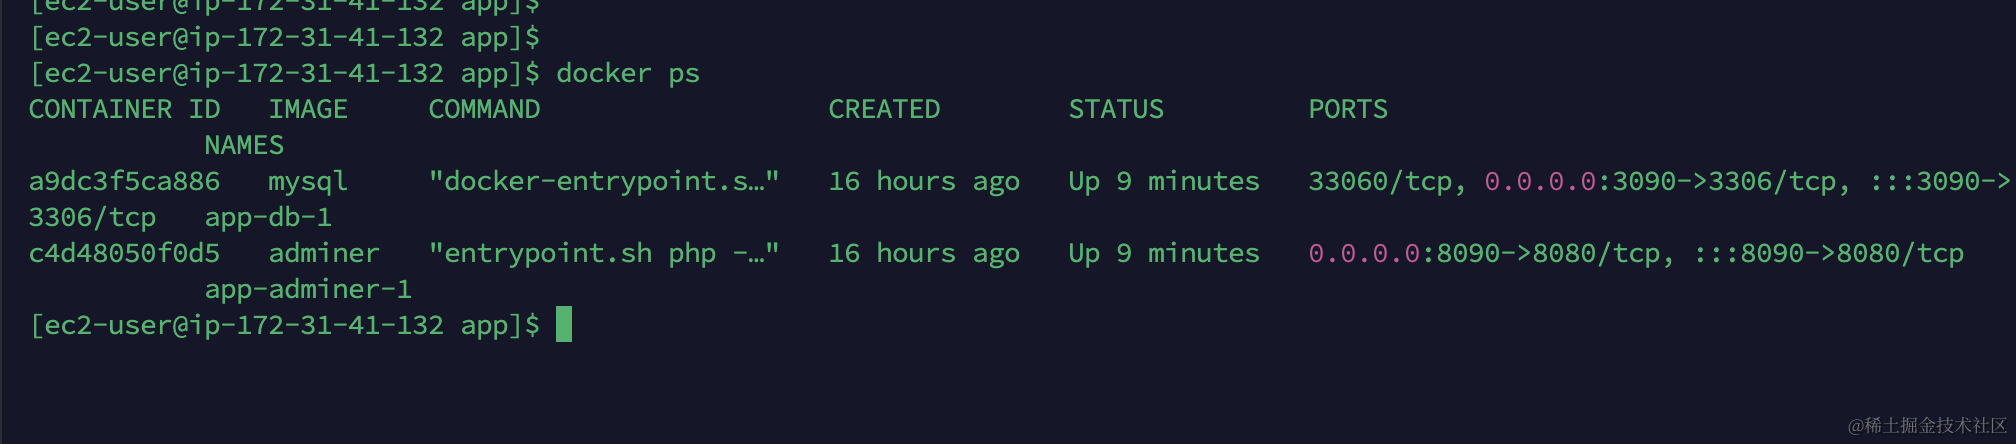 [ec2-user@ip-172-31-41-132 app]$
[ec2-user@ip-172-31-41-132 app]$
[ec2-user@ip-172-31-41-132 app]$ docker ps
CONTAINER ID   IMAGE     COMMAND                  CREATED        STATUS         PORTS
           NAMES
a9dc3f5ca886   mysql     "docker-entrypoint.s…"   16 hours ago   Up 9 minutes   33060/tcp, 0.0.0.0:3090->3306/tcp, :::3090->
3306/tcp   app-db-1
c4d48050f0d5   adminer   "entrypoint.sh php -…"   16 hours ago   Up 9 minutes   0.0.0.0:8090->8080/tcp, :::8090->8080/tcp
           app-adminer-1
[ec2-user@ip-172-31-41-132 app]$
@稀土掘金技术社区